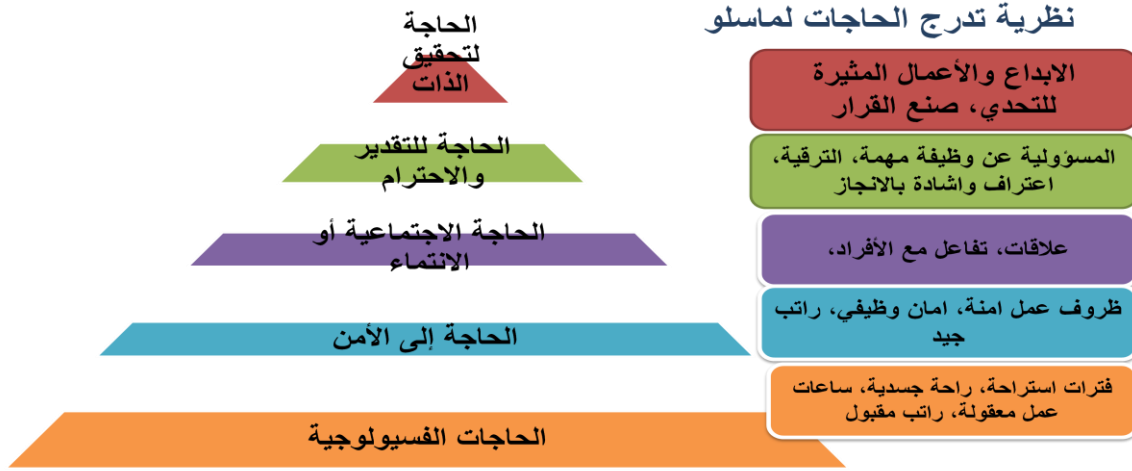 نظرية تدرج الحاجات لماسلو
الحاجة
لتحقيق
الذات
الابداع والأعمال المثيرة
للتحدي، صنع القرار
الحاجة للتقدير
والاحترام
المسؤولية عن وظيفة مهمة، الترقية،
اعتراف واشادة بالانجاز
الحاجة الاجتماعية أو
الانتماء
علاقات، تفاعل مع الأفراد،
الحاجة إلى الأمن
ظروف عمل امنة، امان وظيفي، راتب
جيد
الحاجات الفسيولوجية
فترات استراحة، راحة جسدية، ساعات
عمل معقولة، راتب مقبول